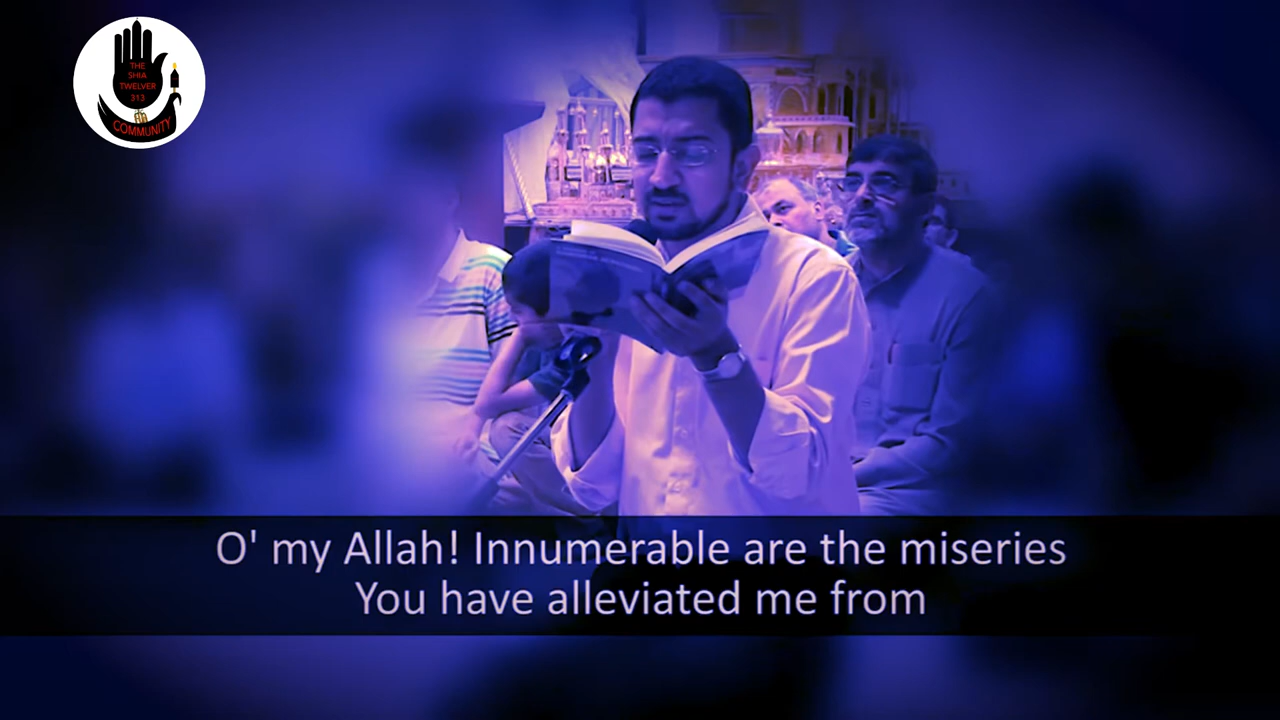 THE
SHIA
TWELVER
313
COMMUNITY
O' my Allah! Innumerable are the miseries
You have alleviated me from